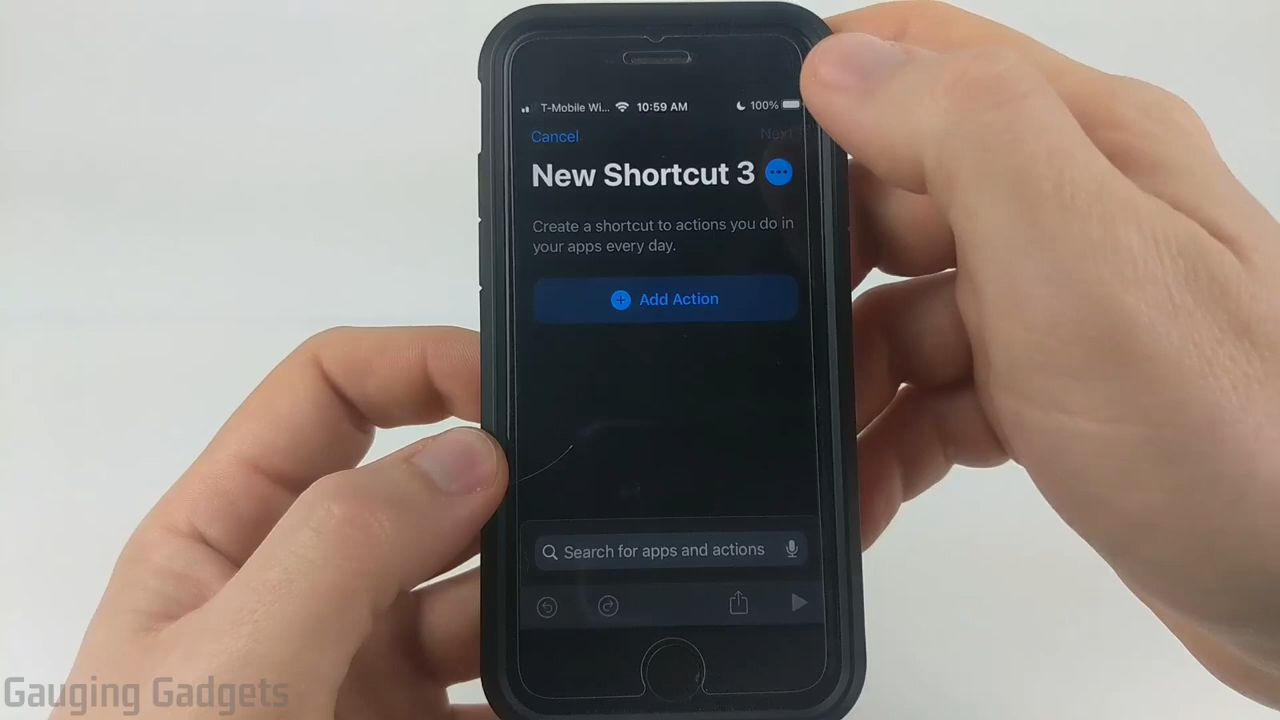 T-Mobile Wi... 10:59 AM 100%
Cancel Next
New Shortcut 3
Create a shortcut to actions you do in
your apps every day.
Add Action
Search for apps and actions
Gauging Gadgets